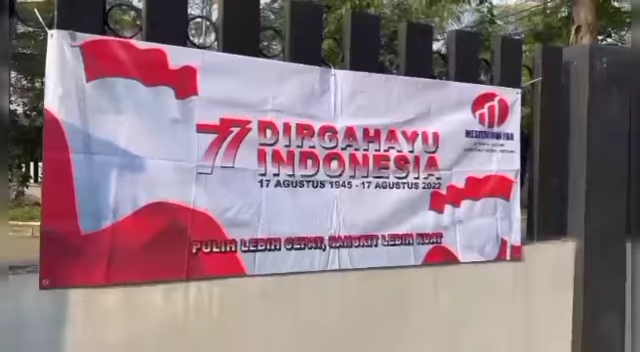 77 DIRGAHAYU
INDONESIA
17 AGUSTUS 1945 - 17 AGUSTUS 2022
PULIH LEBIH CEPAT, BANGKIT LEBIH KUAT